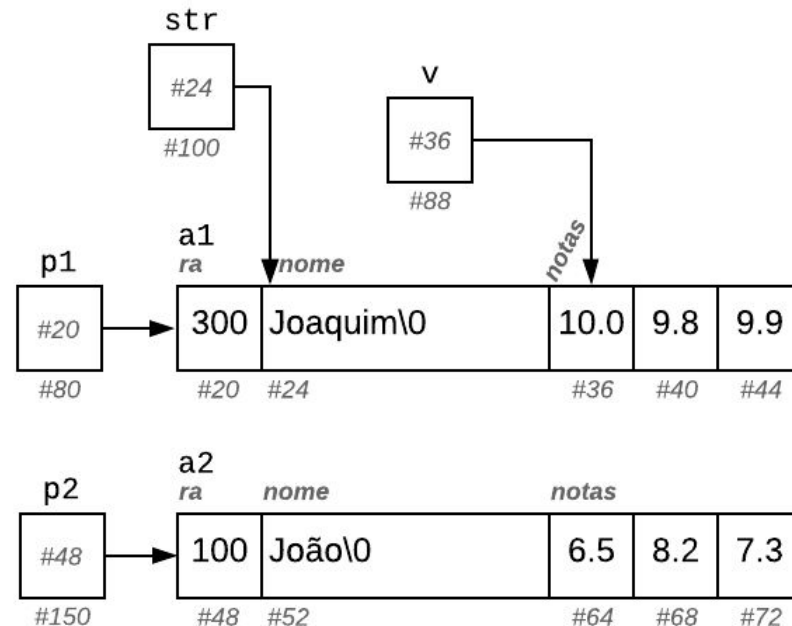 str
#24
#100
v
#36
#88
a1
p1
ra nome notas
#20
300 Joaquim\0 10.0 9.8 9.9
#80 #20 #24 #36 #40 #44
a2
p2
ra nome notas
#48
100 João\0 6.5 8.2 7.3
#150 #48 #52 #64 #68 #72